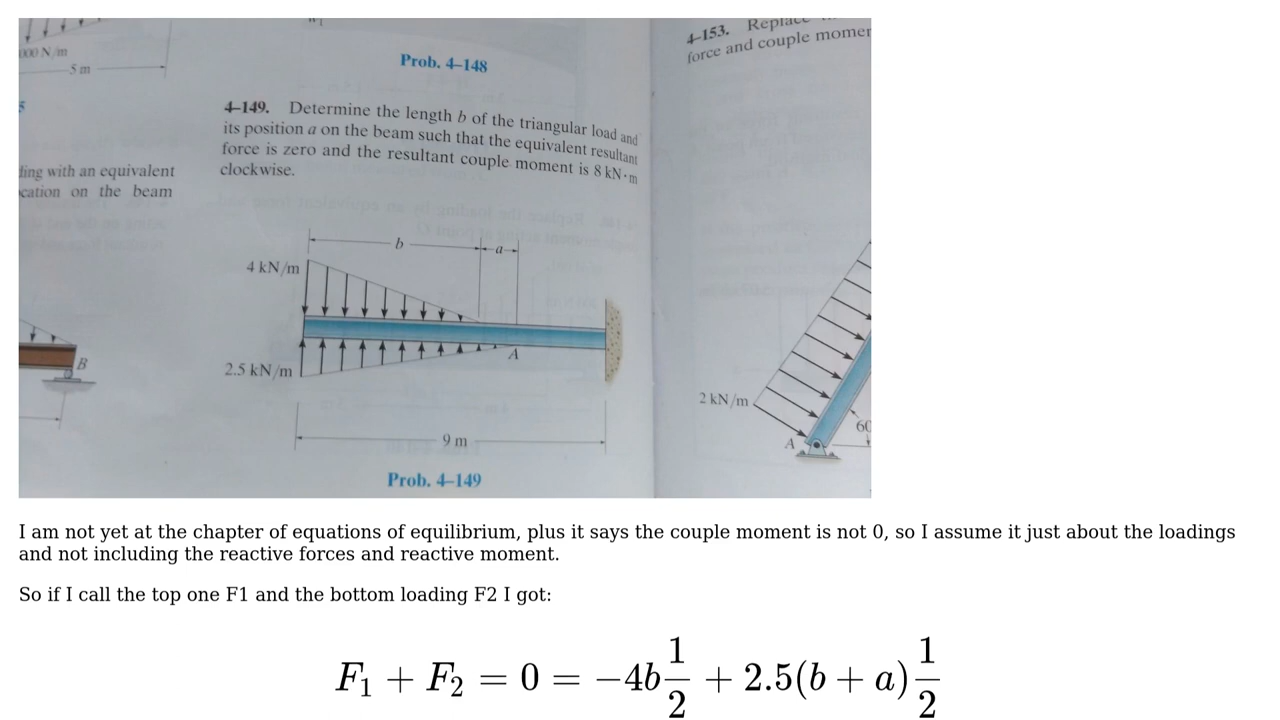 000 N/m
5 m
5
ding with an equivalent
cation on the beam
B
Prob. 4–148
4–149. Determine the length b of the triangular load and
its position a on the beam such that the equivalent resultant
force is zero and the resultant couple moment is 8 kN·m
clockwise.
b
a
4 kN/m
A
2.5 kN/m
9 m
Prob. 4–149
4–153. Replace
force and couple momen
2 kN/m
A
60
I am not yet at the chapter of equations of equilibrium, plus it says the couple moment is not 0, so I assume it just about the loadings
and not including the reactive forces and reactive moment.
So if I call the top one F1 and the bottom loading F2 I got:
F₁ + F₂ = 0 = −4b 1/2 + 2.5(b + a) 1/2